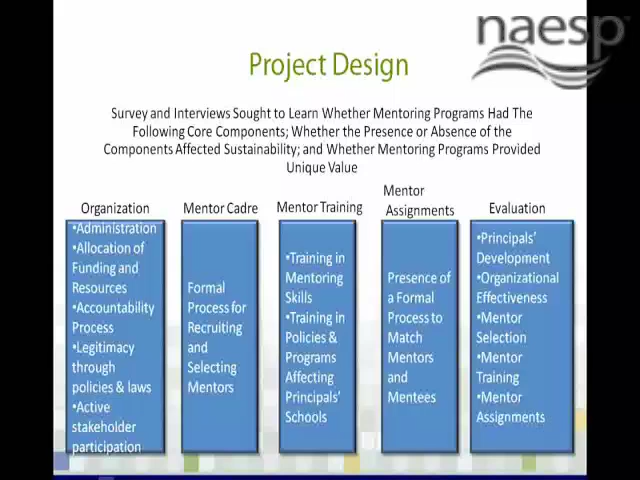 naesp
Project Design
Survey and Interviews Sought to Learn Whether Mentoring Programs Had The
Following Core Components; Whether the Presence or Absence of the
Components Affected Sustainability; and Whether Mentoring Programs Provided
Unique Value
Organization
•Administration
•Allocation of
Funding and
Resources
•Accountability
Process
•Legitimacy
through
policies & laws
•Active
stakeholder
participation
Mentor Cadre
Formal
Process for
Recruiting
and
Selecting
Mentors
Mentor Training
•Training in
Mentoring
Skills
•Training in
Policies &
Programs
Affecting
Principals'
Schools
Mentor
Assignments
Presence of
a Formal
Process to
Match
Mentors
and
Mentees
Evaluation
•Principals'
Development
•Organizational
Effectiveness
•Mentor
Selection
•Mentor
Training
•Mentor
Assignments